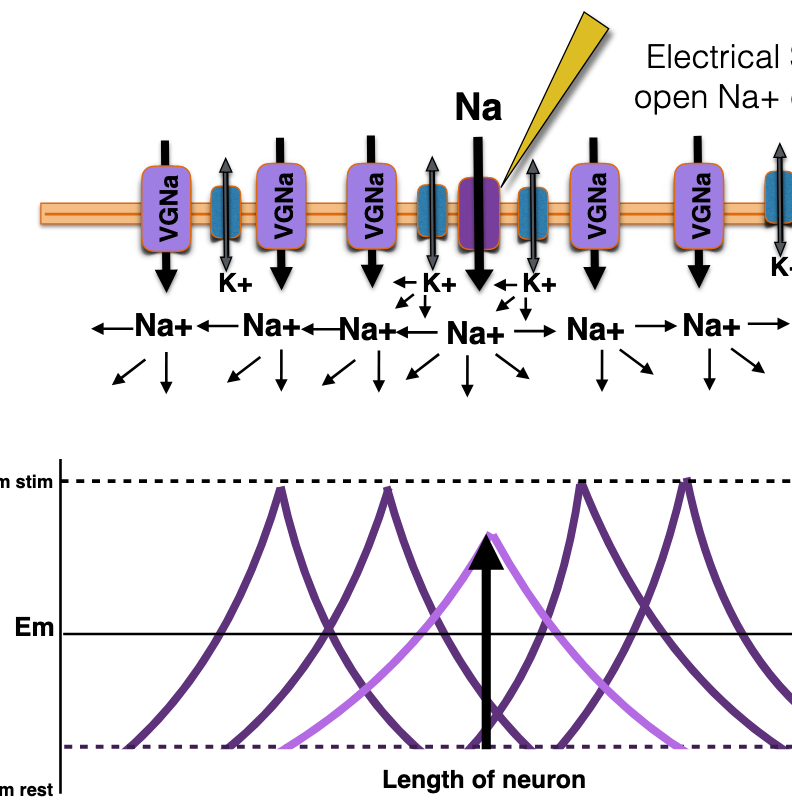 Electrical
open Na+
Na
VGNa VGNa VGNa VGNa VGNa
K+ K+ K+
Na+ Na+ Na+ Na+ Na+ Na+
m stim
Em
Length of neuron
m rest